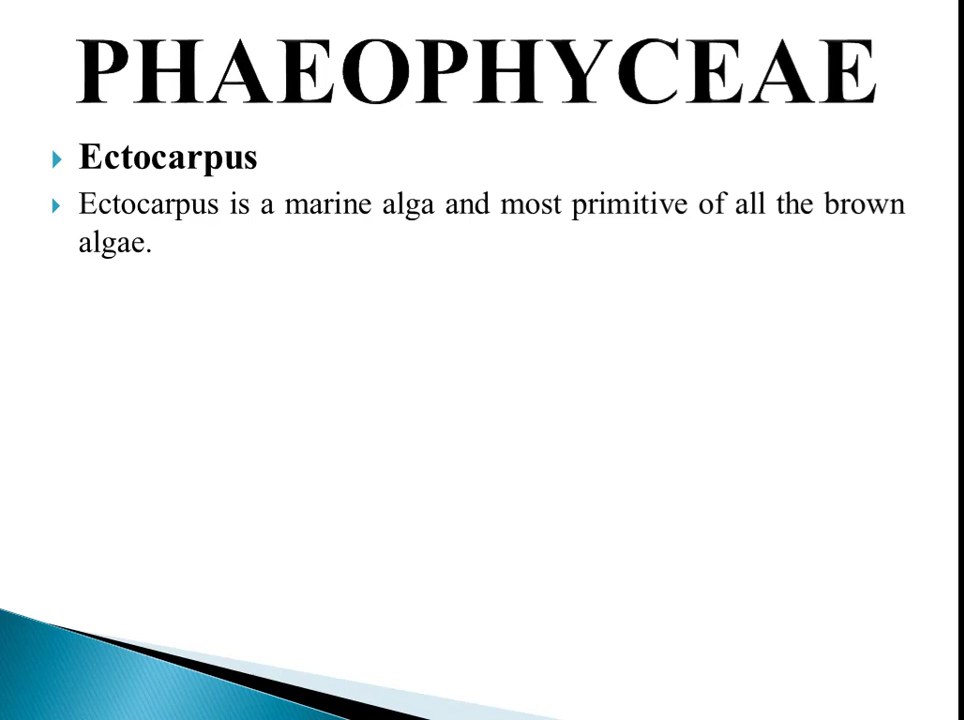 PHAEOPHYCEAE
Ectocarpus
Ectocarpus is a marine alga and most primitive of all the brown
algae.